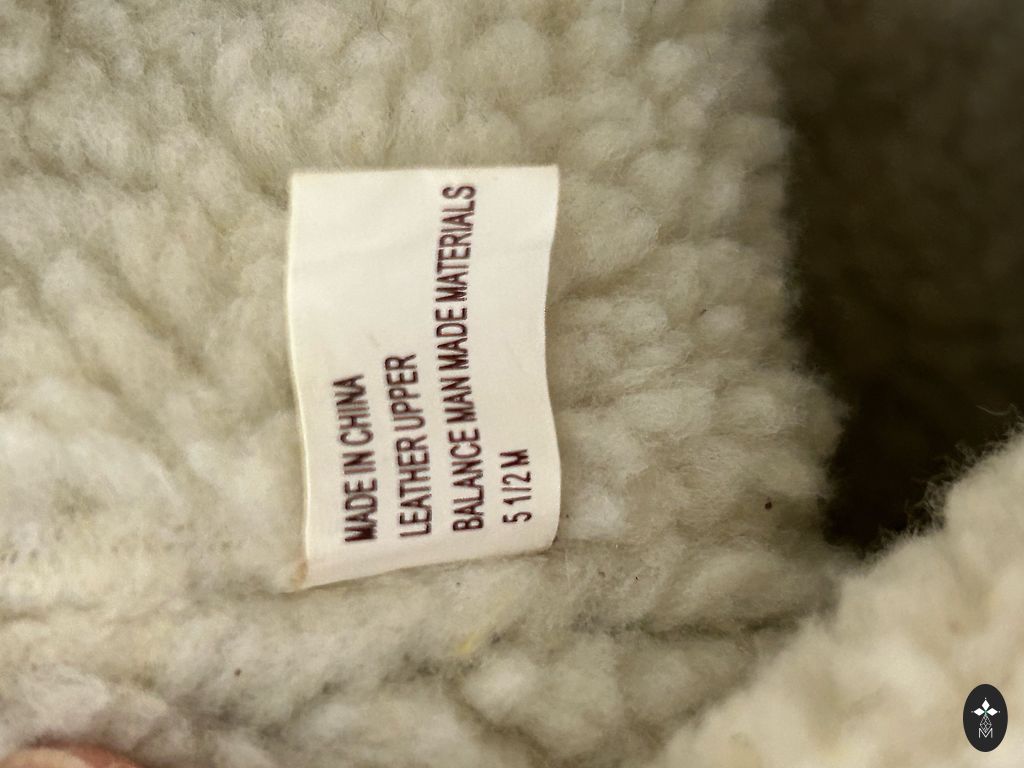 MADE IN CHINA
LEATHER UPPER
BALANCE MAN MADE MATERIALS
5 1/2 M
M